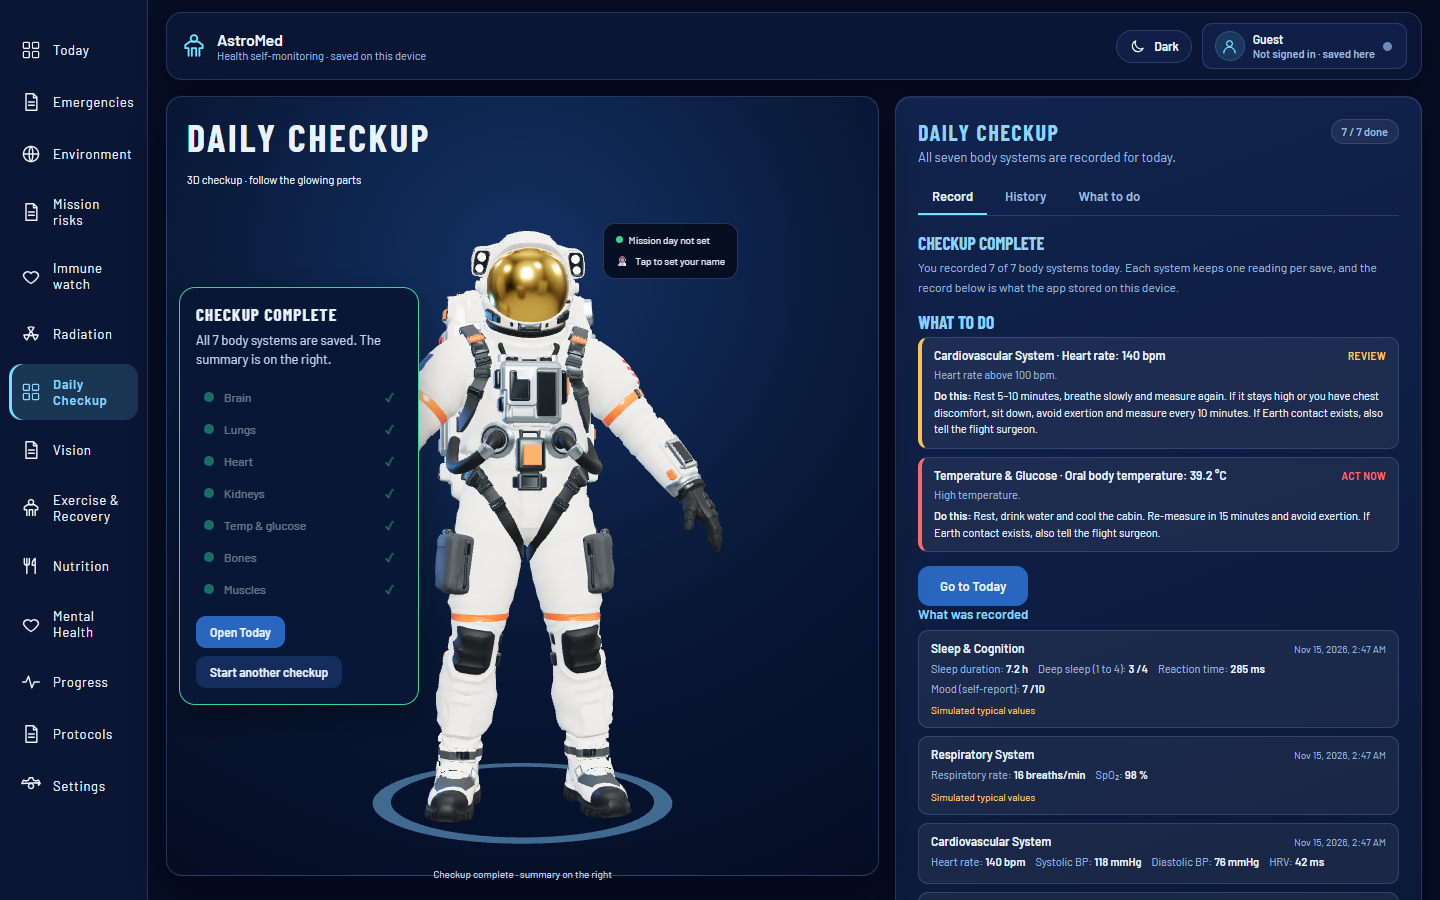 Today
Emergencies
Environment
Mission
risks
Immune
watch
Radiation
Daily
Checkup
Vision
Exercise &
Recovery
Nutrition
Mental
Health
Progress
Protocols
Settings
AstroMed
Health self-monitoring · saved on this device
Dark
Guest
Not signed in · saved here
DAILY CHECKUP
3D checkup · follow the glowing parts
Mission day not set
Tap to set your name
CHECKUP COMPLETE
All 7 body systems are saved. The
summary is on the right.
Brain ✓
Lungs ✓
Heart ✓
Kidneys ✓
Temp & glucose ✓
Bones ✓
Muscles ✓
Open Today
Start another checkup
Checkup complete · summary on the right
DAILY CHECKUP
7 / 7 done
All seven body systems are recorded for today.
Record History What to do
CHECKUP COMPLETE
You recorded 7 of 7 body systems today. Each system keeps one reading per save, and the
record below is what the app stored on this device.
WHAT TO DO
Cardiovascular System · Heart rate: 140 bpm REVIEW
Heart rate above 100 bpm.
Do this: Rest 5–10 minutes, breathe slowly and measure again. If it stays high or you have chest
discomfort, sit down, avoid exertion and measure every 10 minutes. If Earth contact exists, also
tell the flight surgeon.
Temperature & Glucose · Oral body temperature: 39.2 °C ACT NOW
High temperature.
Do this: Rest, drink water and cool the cabin. Re-measure in 15 minutes and avoid exertion. If
Earth contact exists, also tell the flight surgeon.
Go to Today
What was recorded
Sleep & Cognition Nov 15, 2026, 2:47 AM
Sleep duration: 7.2 h Deep sleep (1 to 4): 3 /4 Reaction time: 285 ms
Mood (self-report): 7 /10
Simulated typical values
Respiratory System Nov 15, 2026, 2:47 AM
Respiratory rate: 16 breaths/min SpO₂: 98 %
Simulated typical values
Cardiovascular System Nov 15, 2026, 2:47 AM
Heart rate: 140 bpm Systolic BP: 118 mmHg Diastolic BP: 76 mmHg HRV: 42 ms